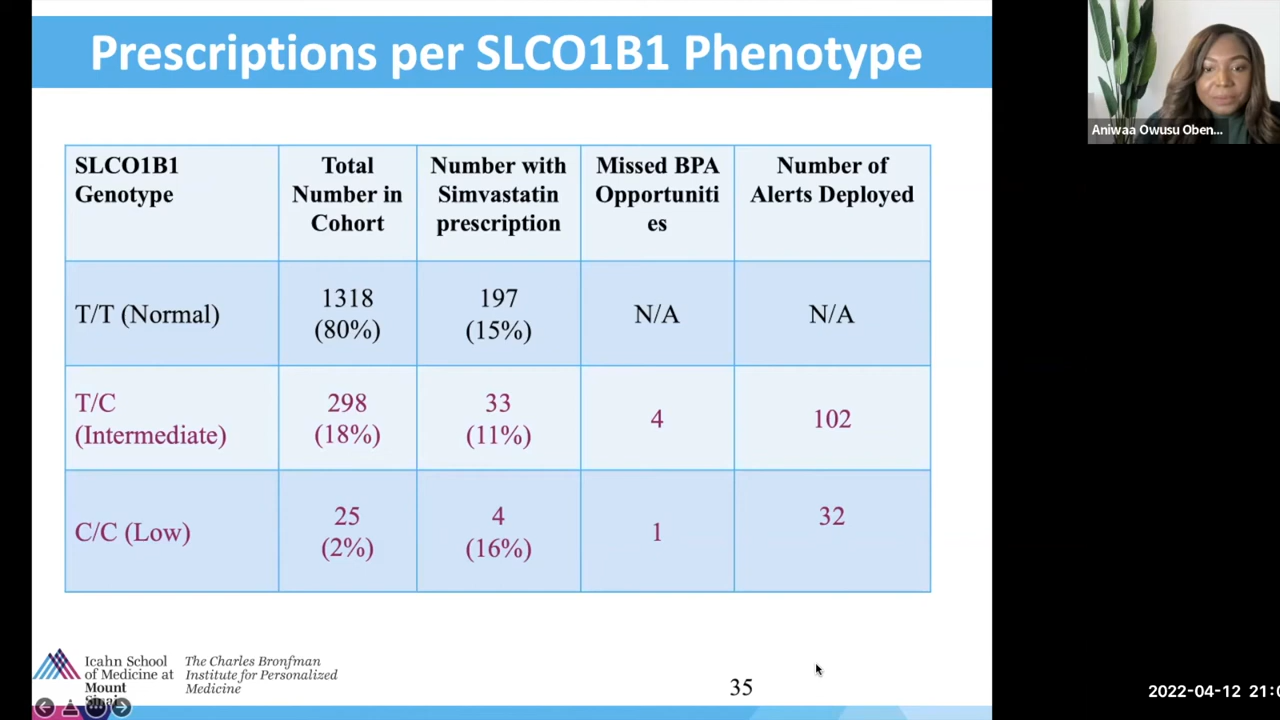 Prescriptions per SLCO1B1 Phenotype
Aniwaa Owusu Oben...
SLCO1B1
Genotype
Total
Number in
Cohort
Number with
Simvastatin
prescription
Missed BPA
Opportuniti
es
Number of
Alerts Deployed
T/T (Normal)
1318
(80%)
197
(15%)
N/A
N/A
T/C
(Intermediate)
298
(18%)
33
(11%)
4
102
C/C (Low)
25
(2%)
4
(16%)
1
32
Icahn School
of Medicine at
Mount
Sinai
The Charles Bronfman
Institute for Personalized
Medicine
35
2022-04-12 21:0